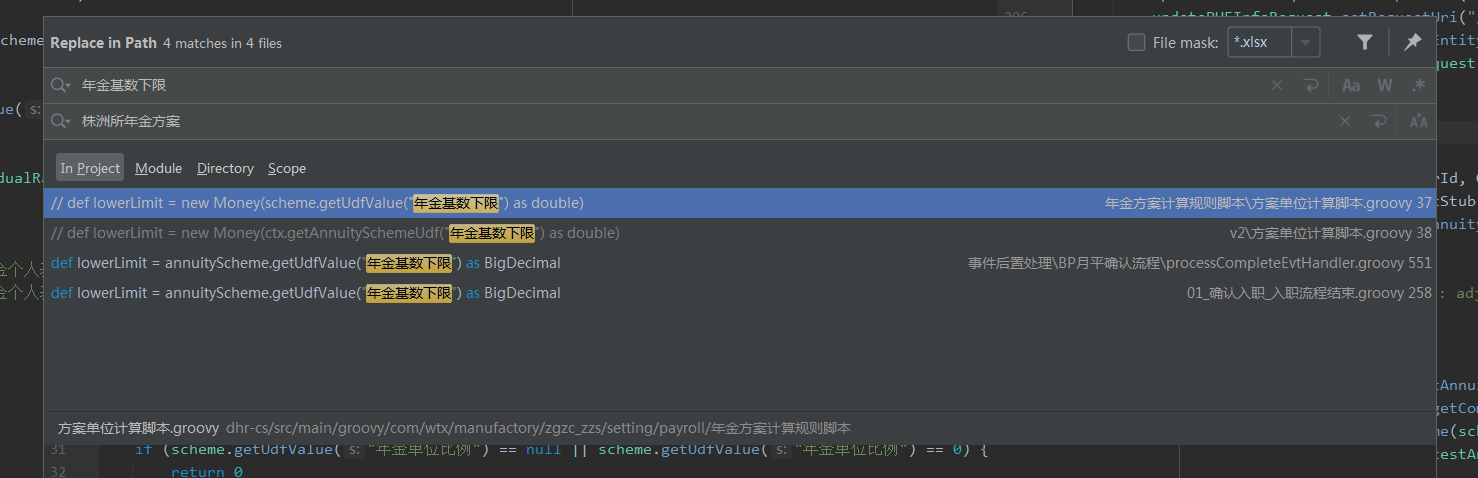 306
updatePHEInfoRequest.setRequestUri("
Replace in Path 4 matches in 4 files
File mask: *.xlsx
scheme
Entity
quest
年金基数下限
Aa W .*
ue( s:
株洲所年金方案
In Project Module Directory Scope
dualRa
rId,
// def lowerLimit = new Money(scheme.getUdfValue("年金基数下限") as double) 年金方案计算规则脚本\方案单位计算脚本.groovy 37
tStub
// def lowerLimit = new Money(ctx.getAnnuitySchemeUdf("年金基数下限") as double) v2\方案单位计算脚本.groovy 38
nnuity
金个人
def lowerLimit = annuityScheme.getUdfValue("年金基数下限") as BigDecimal 事件后置处理\BP月平确认流程\processCompleteEvtHandler.groovy 551
金个人
def lowerLimit = annuityScheme.getUdfValue("年金基数下限") as BigDecimal 01_确认入职_入职流程结束.groovy 258
: adj
tAnnui
getCon
方案单位计算脚本.groovy dhr-cs/src/main/groovy/com/wtx/manufactory/zgzc_zzs/setting/payroll/年金方案计算规则脚本
me(sch
31 if (scheme.getUdfValue( s: "年金单位比例") == null || scheme.getUdfValue( s: "年金单位比例") == 0) {
testAn
32 return 0